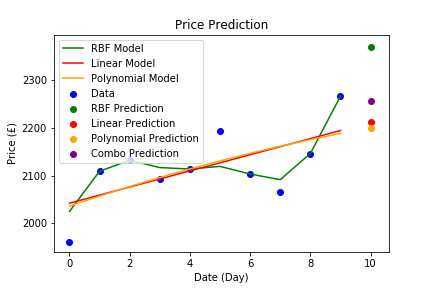 Price Prediction
RBF Model
Linear Model
Polynomial Model
Data
RBF Prediction
Linear Prediction
Polynomial Prediction
Combo Prediction
Price (£)
2300
2200
2100
2000
0 2 4 6 8 10
Date (Day)